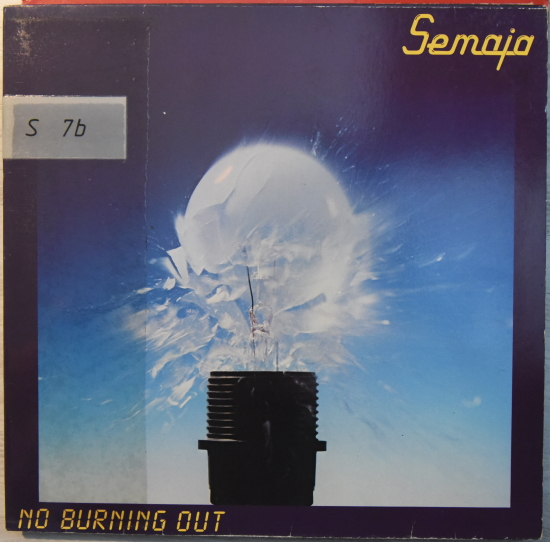 Semaja
S 7b
NO BURNING OUT